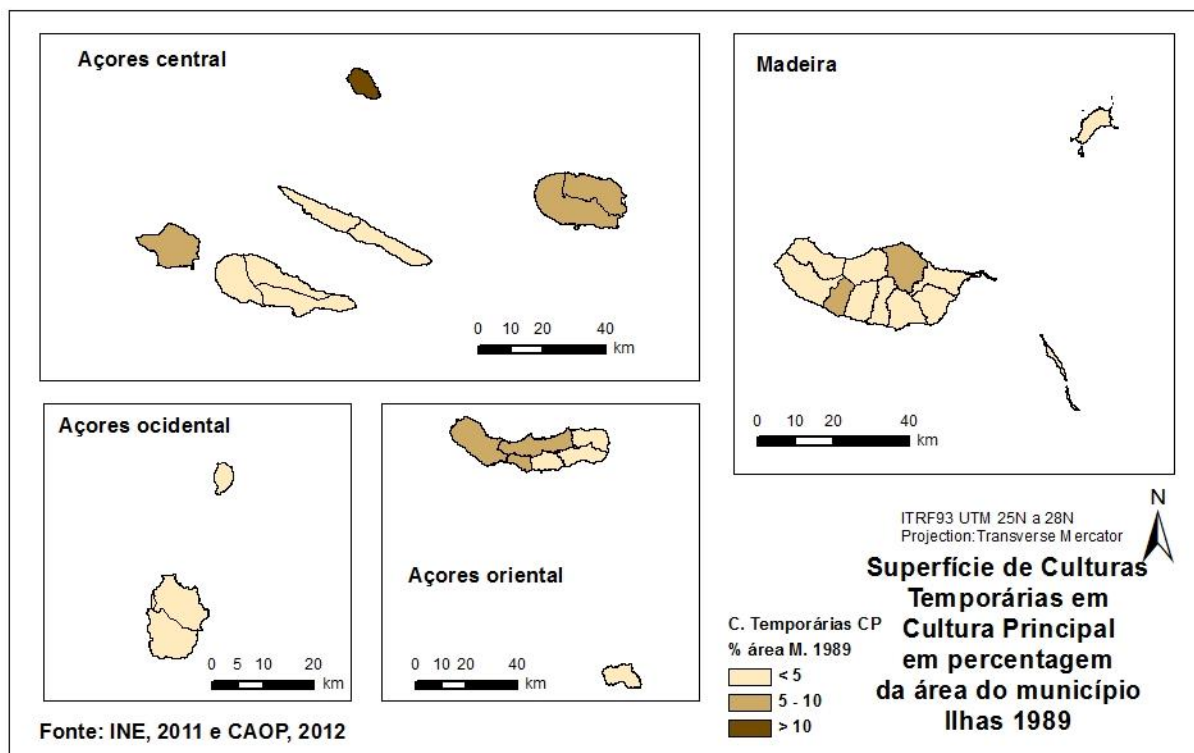 Açores central
0 10 20 40
km
Madeira
0 10 20 40
km
Açores ocidental
0 5 10 20
km
Açores oriental
0 10 20 40
km
N
ITRF93 UTM 25N a 28N
Projection:Transverse Mercator
Superfície de Culturas
Temporárias em
Cultura Principal
em percentagem
da área do município
Ilhas 1989
C. Temporárias CP
% área M. 1989
< 5
5 - 10
> 10
Fonte: INE, 2011 e CAOP, 2012